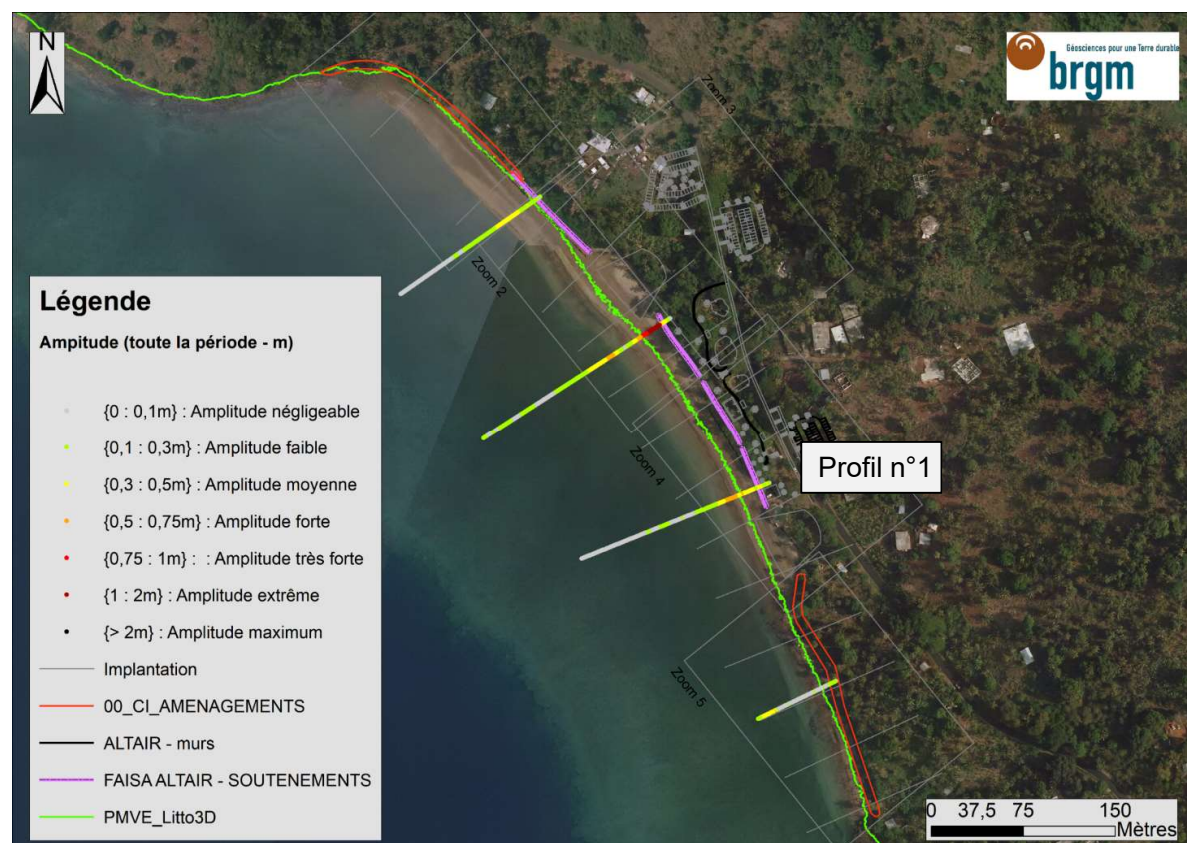 N
Géosciences pour une Terre durable
brgm
Zoom 3
Zoom 2
Zoom 4
Zoom 5
Profil n°1
Légende
Ampitude (toute la période - m)
{0 : 0,1m} : Amplitude négligeable
{0,1 : 0,3m} : Amplitude faible
{0,3 : 0,5m} : Amplitude moyenne
{0,5 : 0,75m} : Amplitude forte
{0,75 : 1m} : : Amplitude très forte
{1 : 2m} : Amplitude extrême
{> 2m} : Amplitude maximum
Implantation
00_CI_AMENAGEMENTS
ALTAIR - murs
FAISA ALTAIR - SOUTENEMENTS
PMVE_Litto3D
0 37,5 75 150
Mètres